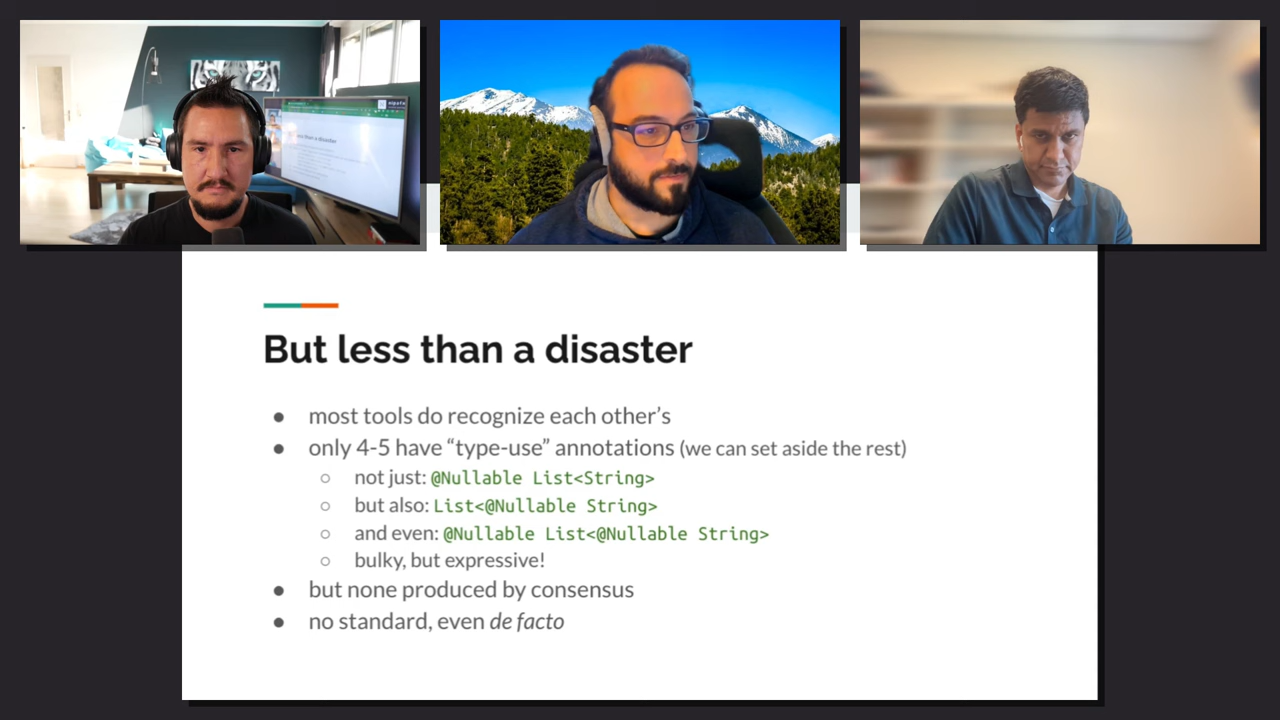 But less than a disaster
● most tools do recognize each other’s
● only 4-5 have “type-use” annotations (we can set aside the rest)
○ not just: @Nullable List<String>
○ but also: List<@Nullable String>
○ and even: @Nullable List<@Nullable String>
○ bulky, but expressive!
● but none produced by consensus
● no standard, even de facto